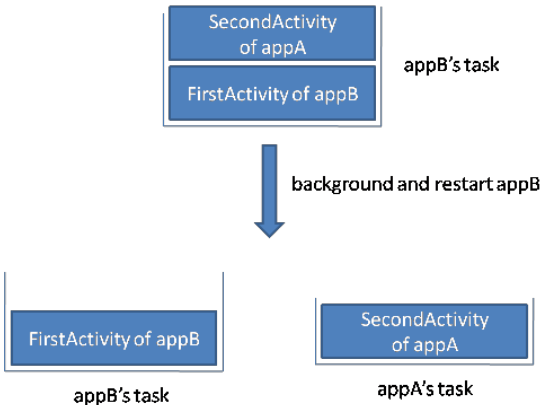 SecondActivity
of appA
appB's task
FirstActivity of appB
background and restart appB
FirstActivity of appB
SecondActivity
of appA
appB's task
appA's task